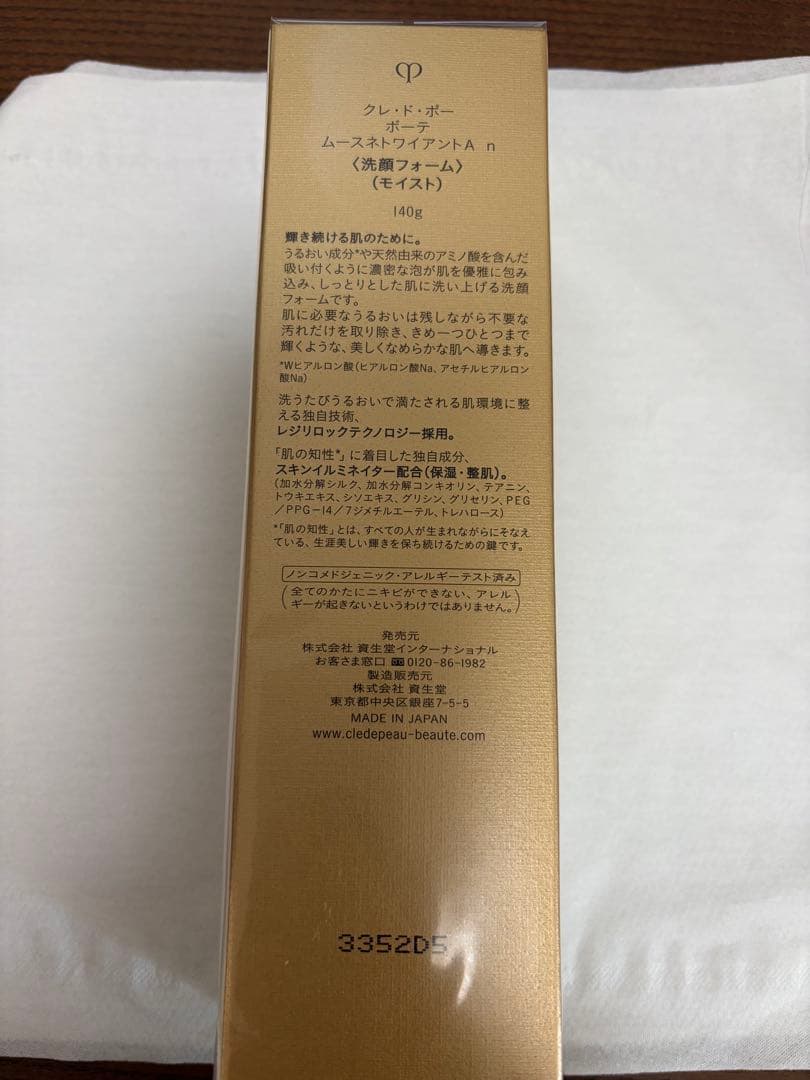 クレ・ド・ポー
ボーテ
ムースネトワイアントA n
〈洗顔フォーム〉
（モイスト）
140g
輝き続ける肌のために。
うるおい成分*や天然由来のアミノ酸を含んだ
吸い付くように濃密な泡が肌を優雅に包み
込み、しっとりとした肌に洗い上げる洗顔
フォームです。
肌に必要なうるおいは残しながら不要な
汚れだけを取り除き、きめ一つひとつまで
輝くような、美しくなめらかな肌へ導きます。
*Wヒアルロン酸（ヒアルロン酸Na、アセチルヒアルロン
酸Na）
洗うたびうるおいで満たされる肌環境に整
える独自技術、
レジリロックテクノロジー採用。
「肌の知性*」に着目した独自成分、
スキンイルミネイター配合（保湿・整肌）。
（加水分解シルク、加水分解コンキオリン、テアニン、
トウキエキス、シソエキス、グリシン、グリセリン、PEG
／PPG-14／7ジメチルエーテル、トレハロース）
*「肌の知性」とは、すべての人が生まれながらにそなえ
ている、生涯美しい輝きを保ち続けるための鍵です。
ノンコメドジェニック・アレルギーテスト済み
（全てのかたにニキビができない、アレル
ギーが起きないというわけではありません。）
発売元
株式会社 資生堂インターナショナル
お客さま窓口 0120-86-1982
製造販売元
株式会社 資生堂
東京都中央区銀座7-5-5
MADE IN JAPAN
www.cledepeau-beaute.com
3352D5